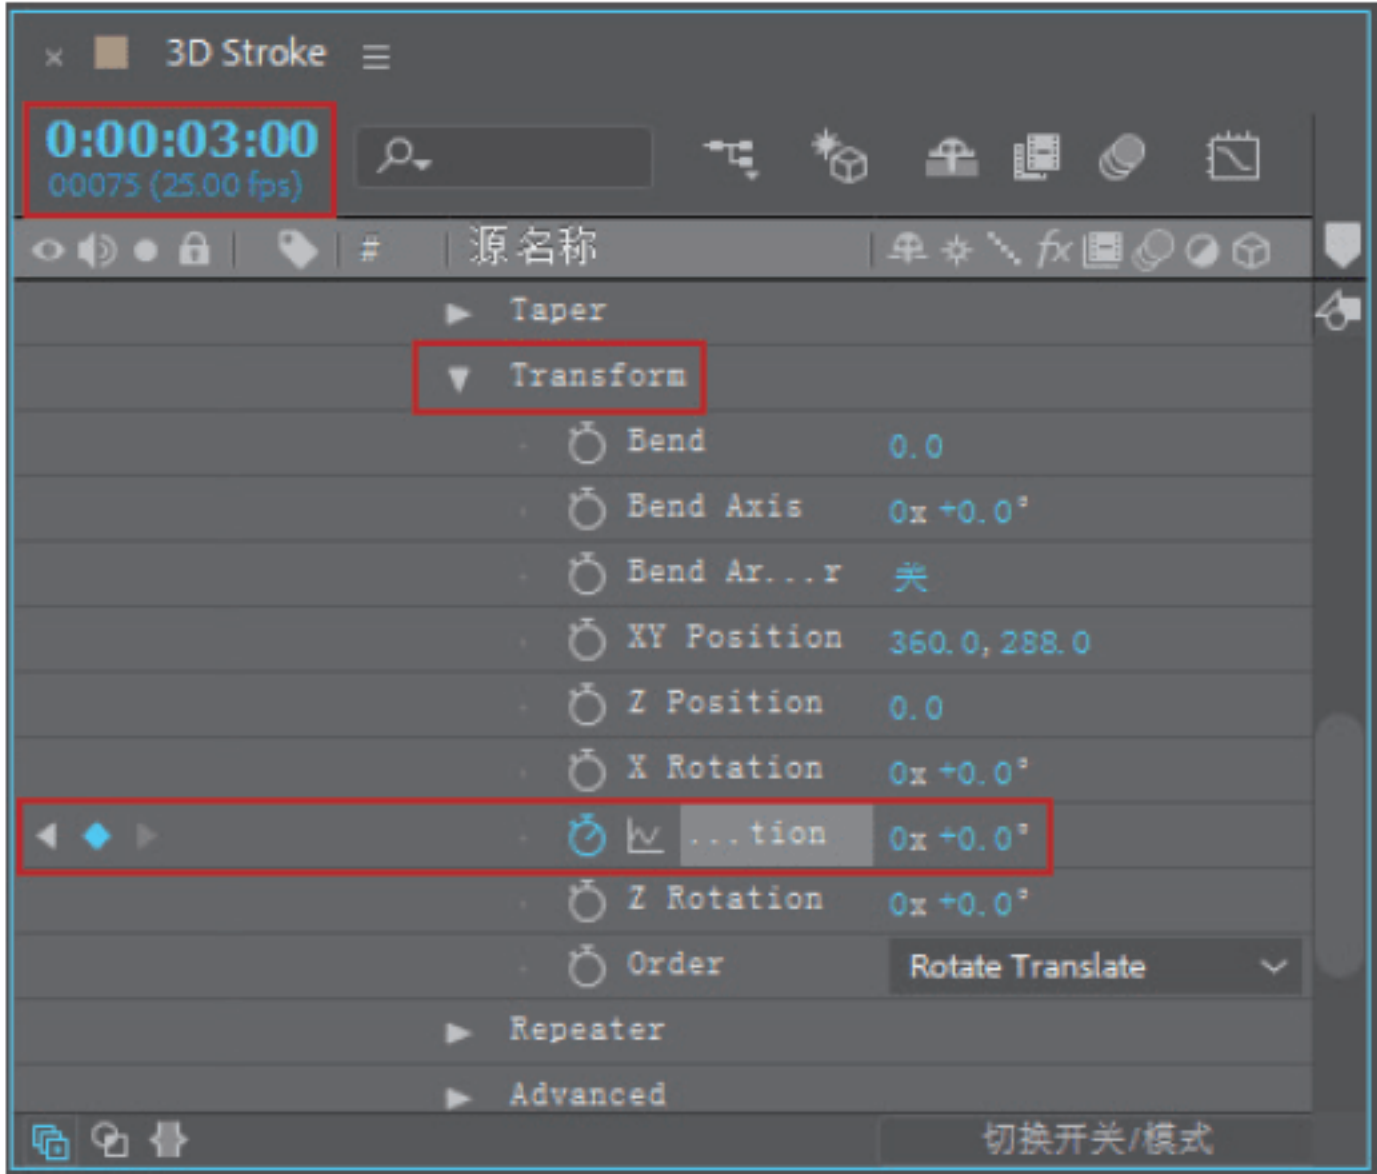 3D Stroke
0:00:03:00
00075 (25.00 fps)
# 源名称 fx
Taper
Transform
Bend 0.0
Bend Axis 0x +0.0°
Bend Ar...r 关
XY Position 360.0, 288.0
Z Position 0.0
X Rotation 0x +0.0°
...tion 0x +0.0°
Z Rotation 0x +0.0°
Order Rotate Translate
Repeater
Advanced
切换开关/模式